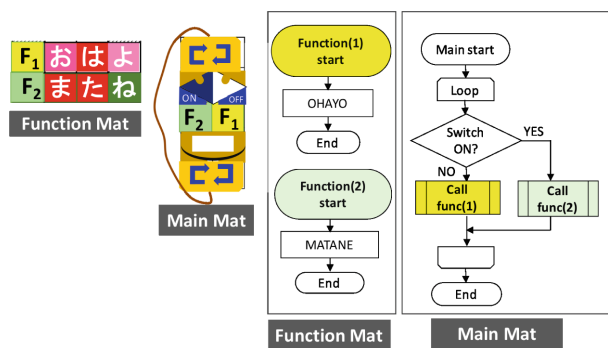 F1 おはよ
F2 またね
Function Mat
ON OFF
F2 F1
Main Mat
Function(1)
start
OHAYO
End
Function(2)
start
MATANE
End
Function Mat
Main start
Loop
Switch
ON?
YES
NO
Call
func(1)
Call
func(2)
End
Main Mat